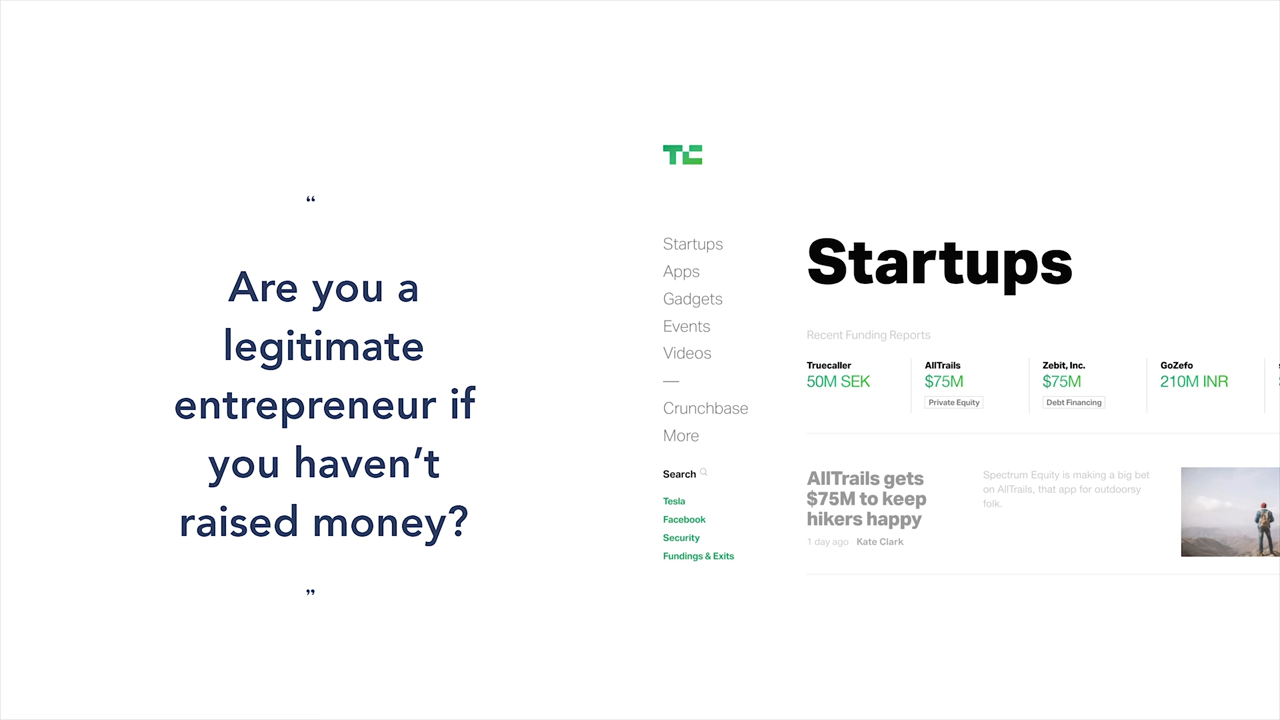 “
Are you a
legitimate
entrepreneur if
you haven’t
raised money?
”
TC
Startups
Apps
Gadgets
Events
Videos
—
Crunchbase
More
Search
Tesla
Facebook
Security
Fundings & Exits
Startups
Recent Funding Reports
Truecaller
50M SEK
AllTrails
$75M
Private Equity
Zebit, Inc.
$75M
Debt Financing
GoZefo
210M INR
AllTrails gets
$75M to keep
hikers happy
1 day ago Kate Clark
Spectrum Equity is making a big bet
on AllTrails, that app for outdoorsy
folk.